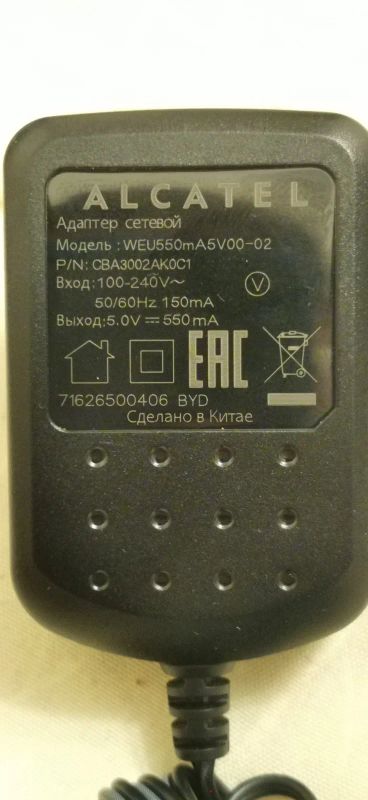 ALCATEL
Адаптер сетевой
Модель : WEU550mA5V00-02
P/N: CBA3002AK0C1
Вход:100-240V~
V
50/60Hz 150mA
Выход:5.0V ⎓ 550mA
EAC
71626500406 BYD
Сделано в Китае